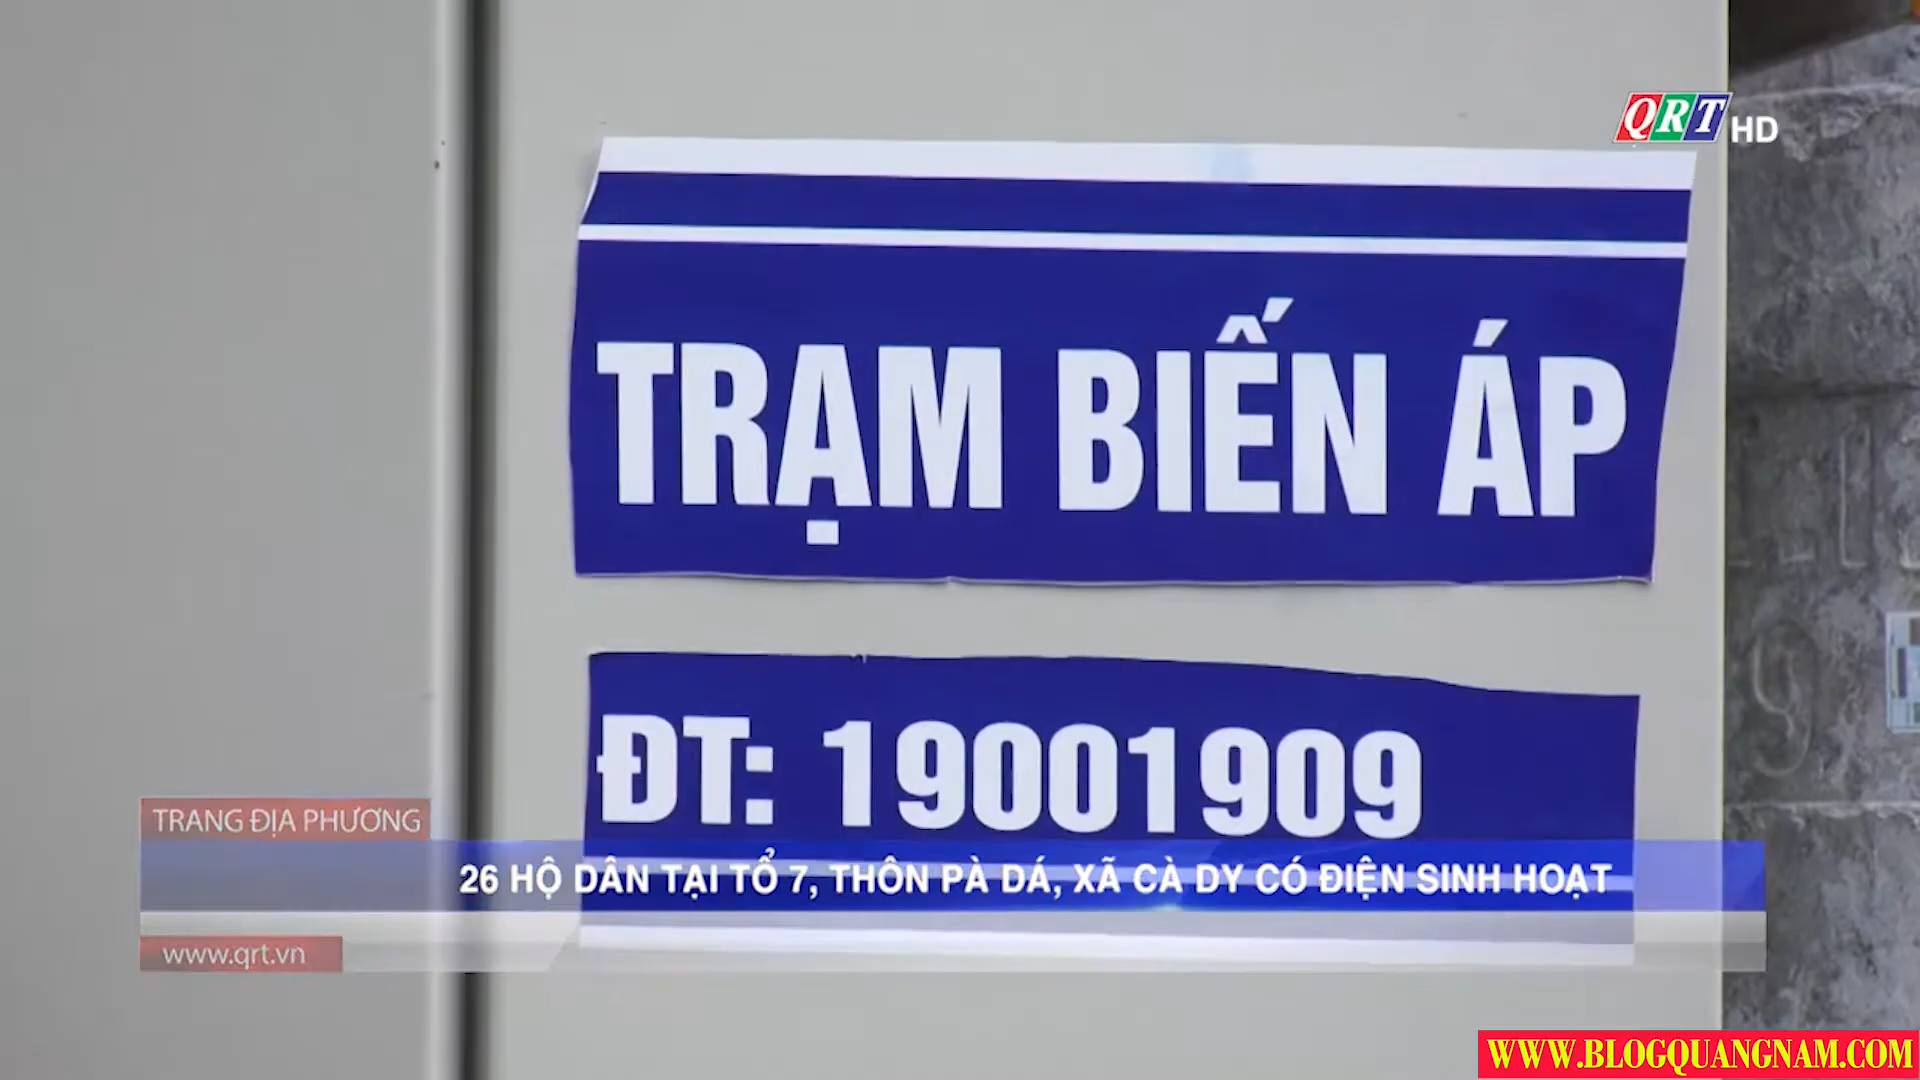 QRT HD
TRẠM BIẾN ÁP
ĐT: 19001909
TRANG ĐỊA PHƯƠNG
26 HỘ DÂN TẠI TỔ 7, THÔN PÀ DÁ, XÃ CÀ DY CÓ ĐIỆN SINH HOẠT
www.qrt.vn
WWW.BLOGQUANGNAM.COM